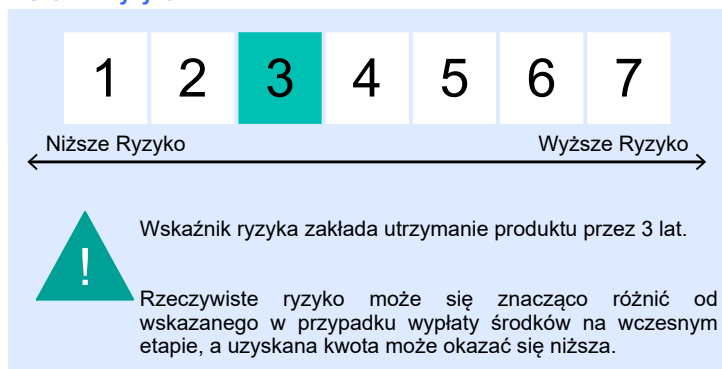 1 2 3 4 5 6 7
Niższe Ryzyko Wyższe Ryzyko
!
Wskaźnik ryzyka zakłada utrzymanie produktu przez 3 lat.
Rzeczywiste ryzyko może się znacząco różnić od
wskazanego w przypadku wypłaty środków na wczesnym
etapie, a uzyskana kwota może okazać się niższa.